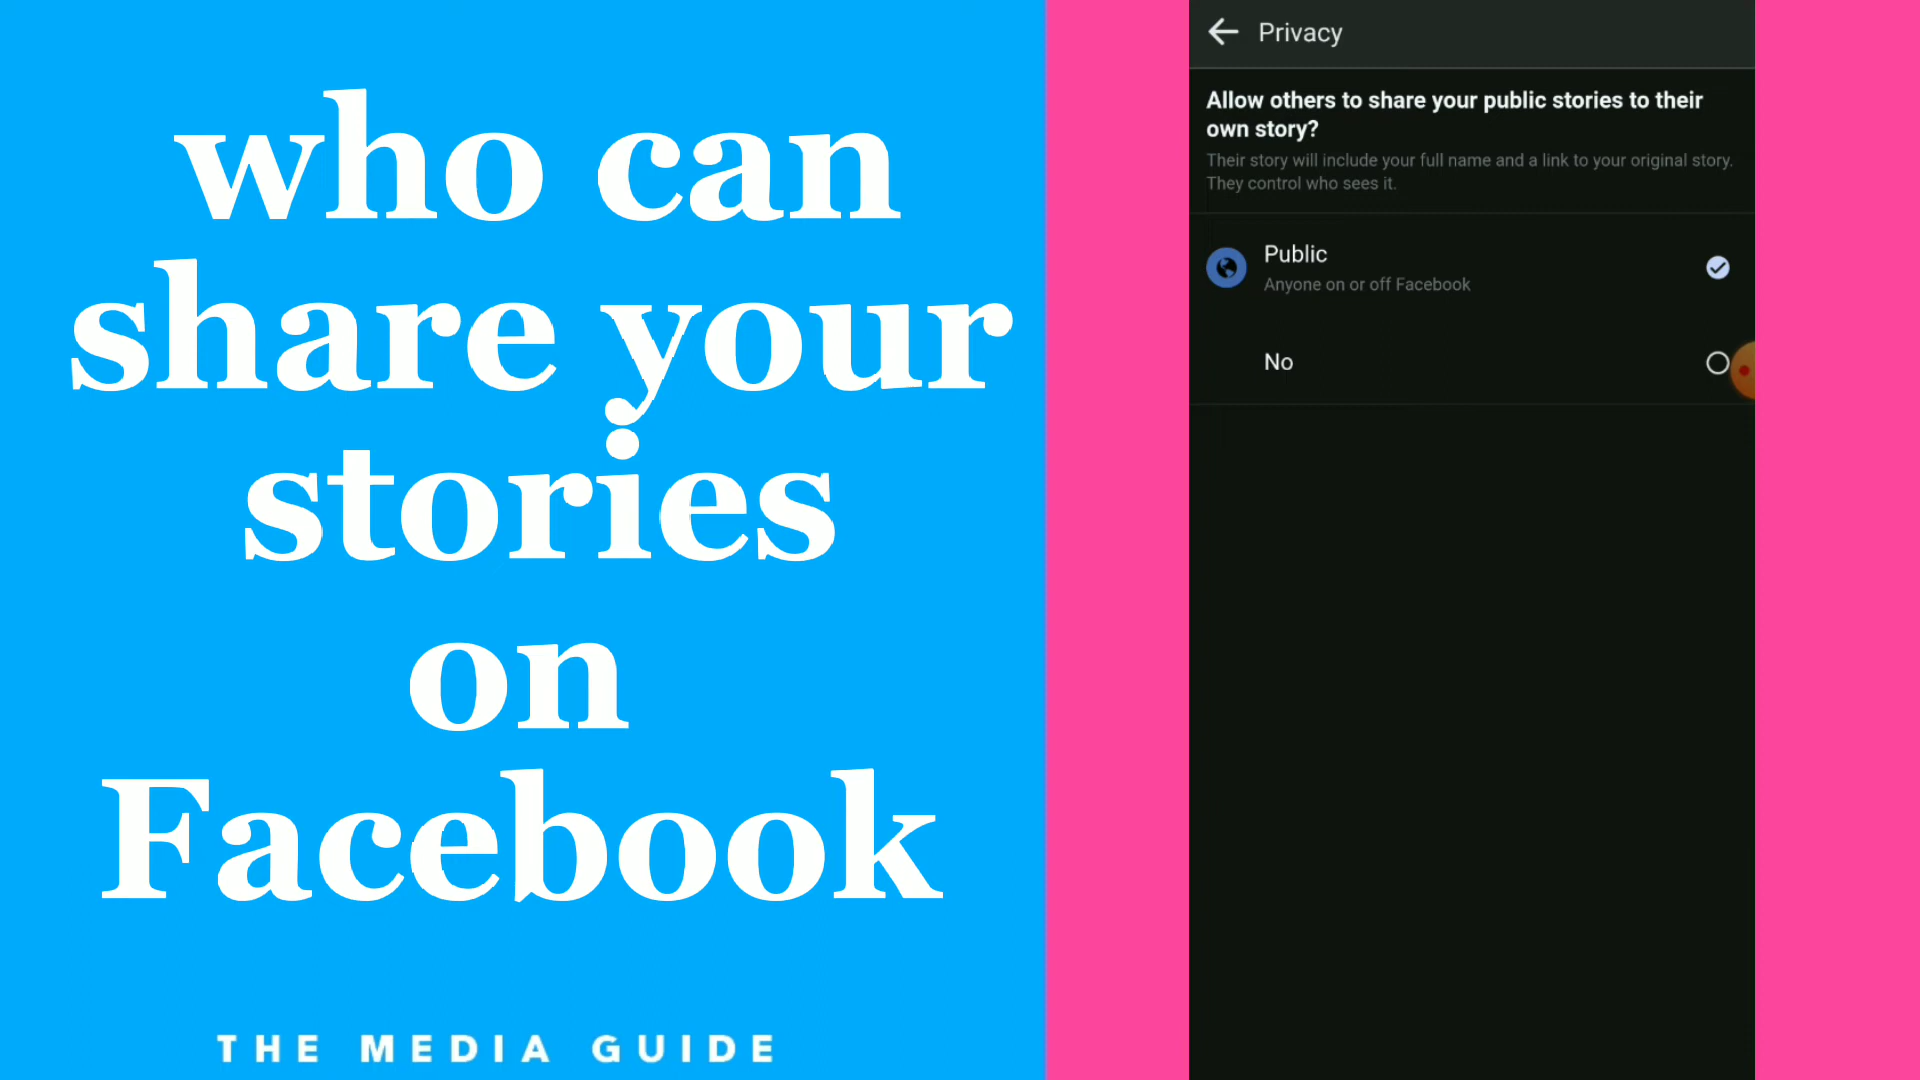 who can
share your
stories
on
Facebook
THE MEDIA GUIDE
Privacy
Allow others to share your public stories to their
own story?
Their story will include your full name and a link to your original story.
They control who sees it.
Public
Anyone on or off Facebook
No